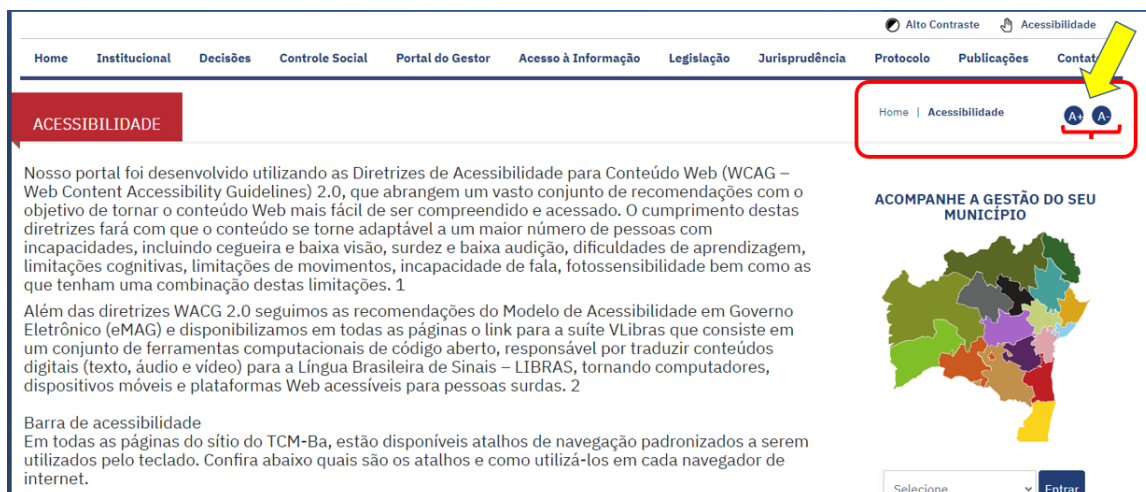 Alto Contraste Acessibilidade
Home Institucional Decisões Controle Social Portal do Gestor Acesso à Informação Legislação Jurisprudência Protocolo Publicações
ACESSIBILIDADE
Home | Acessibilidade A+ A-
Nosso portal foi desenvolvido utilizando as Diretrizes de Acessibilidade para Conteúdo Web (WCAG –
Web Content Accessibility Guidelines) 2.0, que abrangem um vasto conjunto de recomendações com o
objetivo de tornar o conteúdo Web mais fácil de ser compreendido e acessado. O cumprimento destas
diretrizes fará com que o conteúdo se torne adaptável a um maior número de pessoas com
incapacidades, incluindo cegueira e baixa visão, surdez e baixa audição, dificuldades de aprendizagem,
limitações cognitivas, limitações de movimentos, incapacidade de fala, fotossensibilidade bem como as
que tenham uma combinação destas limitações. 1
Além das diretrizes WACG 2.0 seguimos as recomendações do Modelo de Acessibilidade em Governo
Eletrônico (eMAG) e disponibilizamos em todas as páginas o link para a suíte VLibras que consiste em
um conjunto de ferramentas computacionais de código aberto, responsável por traduzir conteúdos
digitais (texto, áudio e vídeo) para a Língua Brasileira de Sinais – LIBRAS, tornando computadores,
dispositivos móveis e plataformas Web acessíveis para pessoas surdas. 2
Barra de acessibilidade
Em todas as páginas do sítio do TCM-Ba, estão disponíveis atalhos de navegação padronizados a serem
utilizados pelo teclado. Confira abaixo quais são os atalhos e como utilizá-los em cada navegador de
internet.
ACOMPANHE A GESTÃO DO SEU
MUNICÍPIO
Selecione Entrar